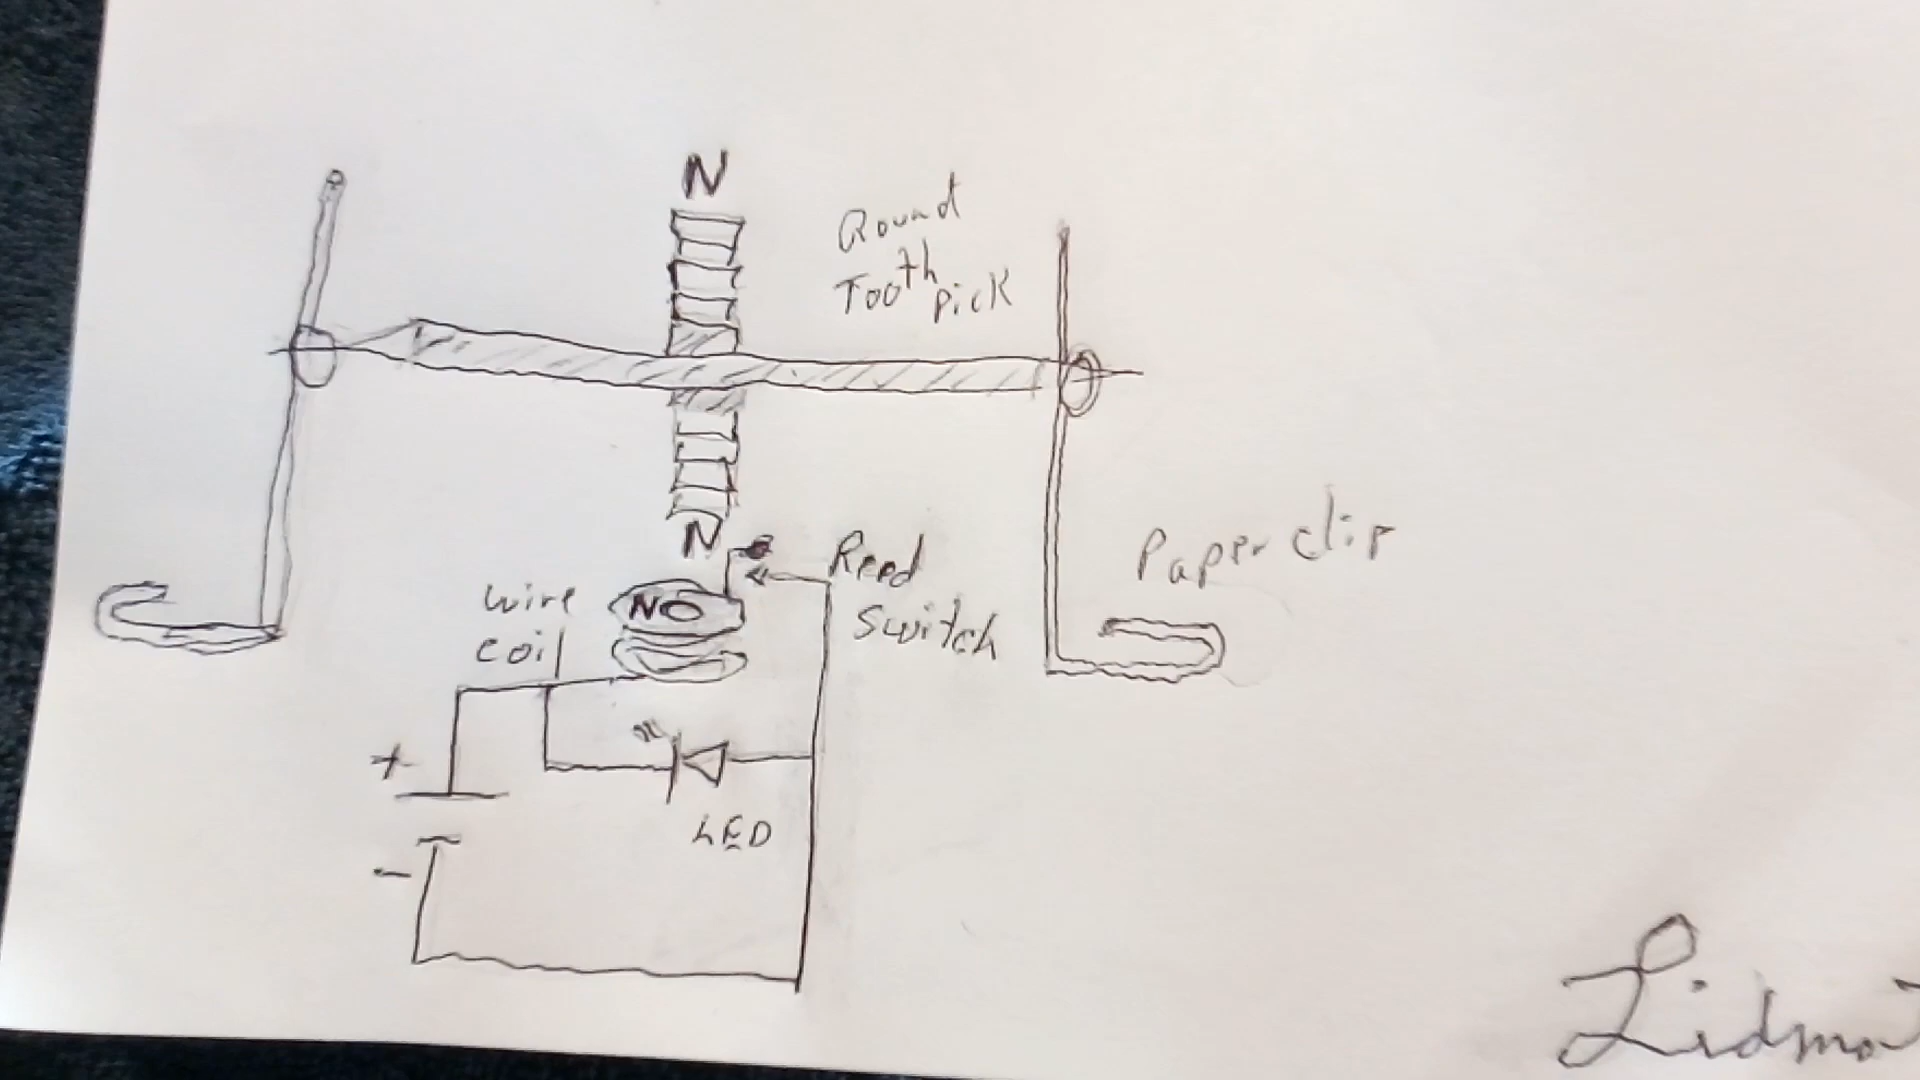 N
Round
Tooth
Pick
N
Reed
Switch
Paper clip
wire
coil
NO
+
LED
-